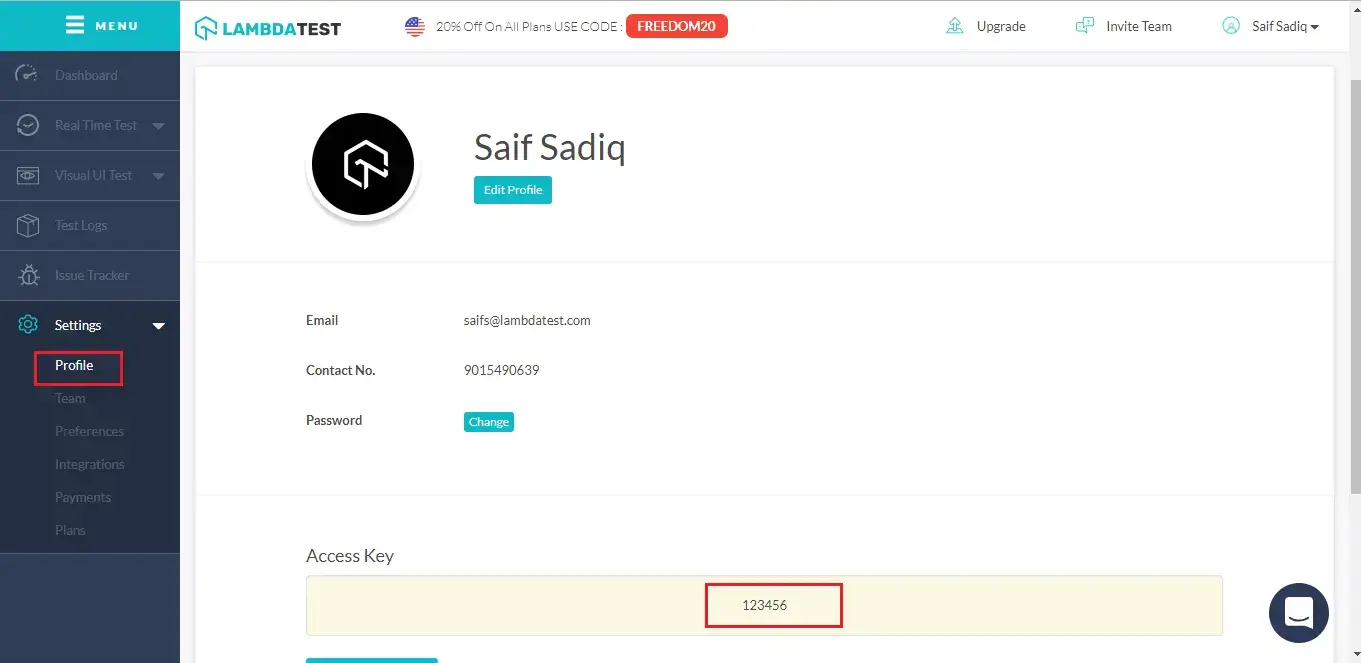 MENU
LAMBDATEST
20% Off On All Plans USE CODE : FREEDOM20
Upgrade
Invite Team
Saif Sadiq
Dashboard
Real Time Test
Visual UI Test
Test Logs
Issue Tracker
Settings
Profile
Team
Preferences
Integrations
Payments
Plans
Saif Sadiq
Edit Profile
Email saifs@lambdatest.com
Contact No. 9015490639
Password Change
Access Key
123456